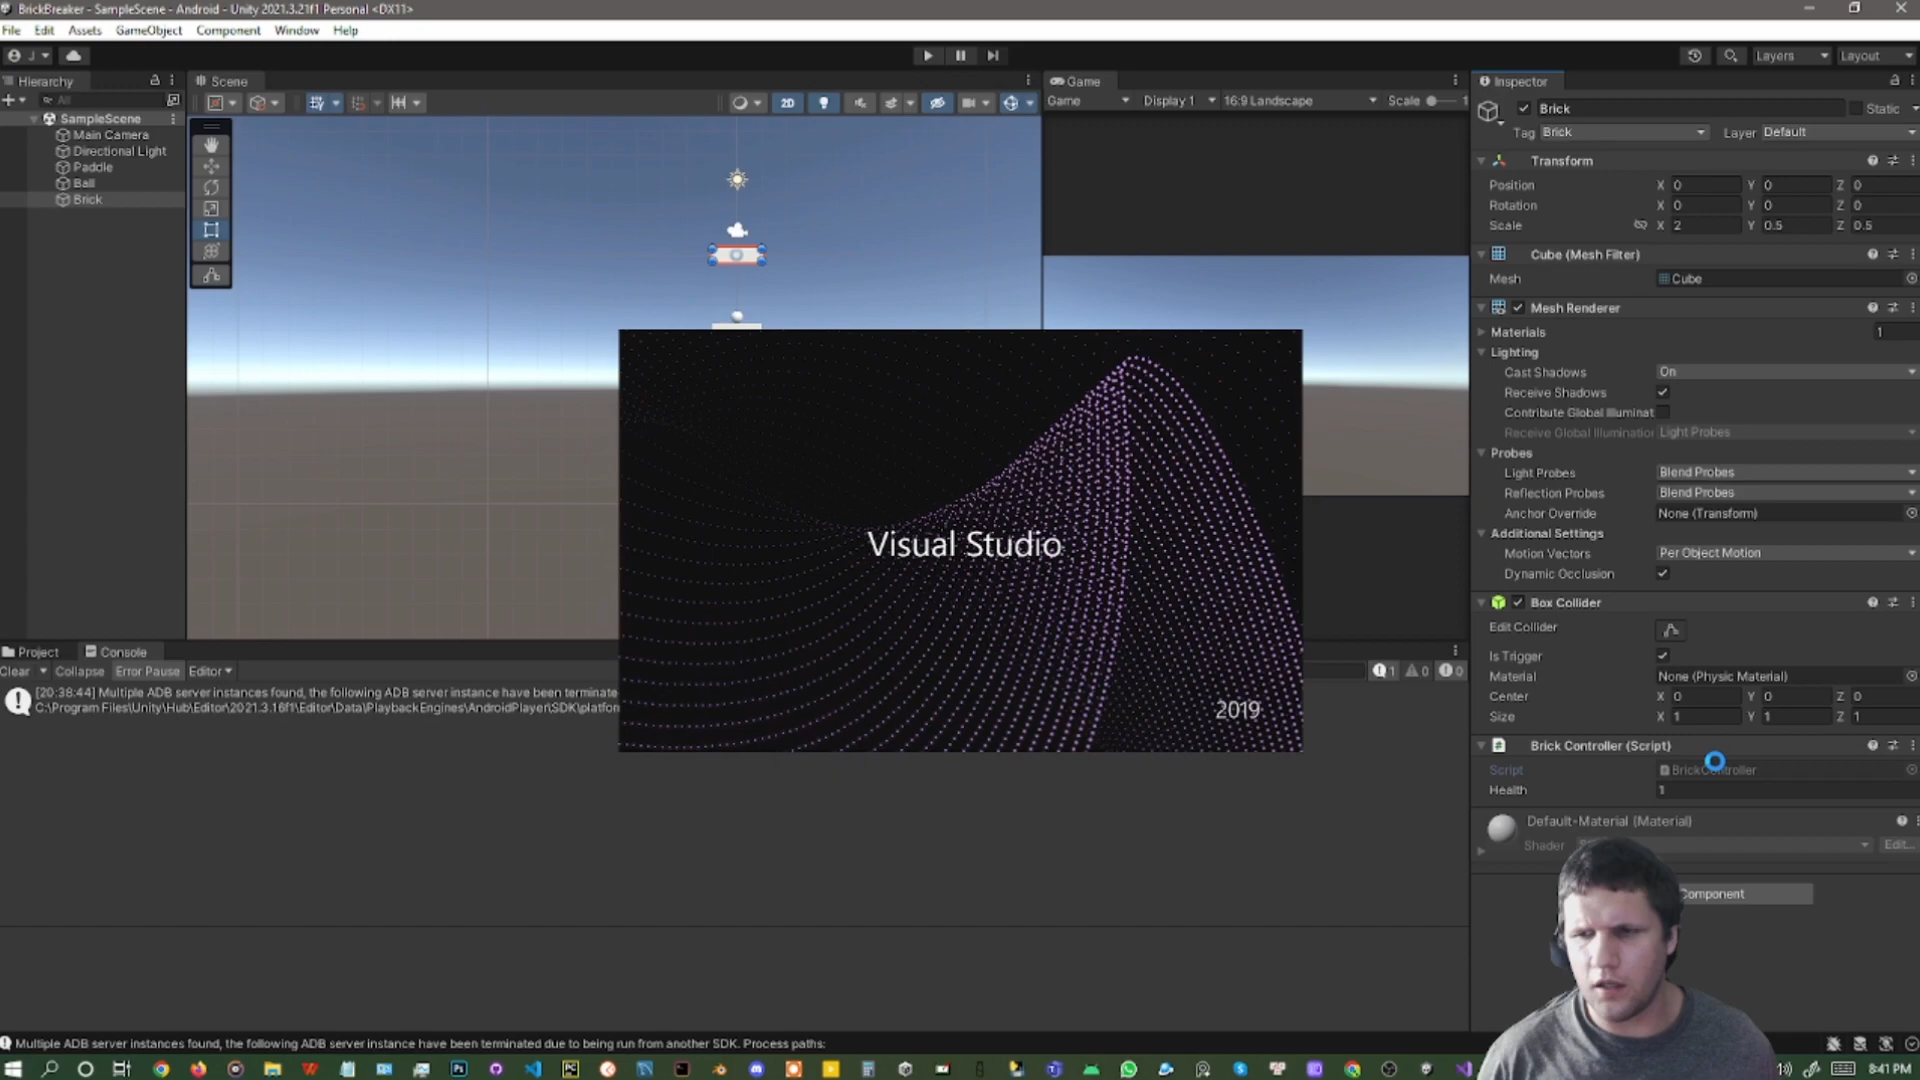 BrickBreaker - SampleScene - Android - Unity 2021.3.21f1 Personal <DX11>
File Edit Assets GameObject Component Window Help
J Layers Layout
Hierarchy Scene Game Inspector
All 2D Game Display 1 16:9 Landscape Scale 1
SampleScene
Main Camera
Directional Light
Paddle
Ball
Brick
Brick Static
Tag Brick Layer Default
Transform
Position X 0 Y 0 Z 0
Rotation X 0 Y 0 Z 0
Scale X 2 Y 0.5 Z 0.5
Cube (Mesh Filter)
Mesh Cube
Mesh Renderer
Materials 1
Lighting
Cast Shadows On
Receive Shadows
Contribute Global Illuminat
Receive Global Illumination Light Probes
Probes
Light Probes Blend Probes
Reflection Probes Blend Probes
Anchor Override None (Transform)
Additional Settings
Motion Vectors Per Object Motion
Dynamic Occlusion
Box Collider
Edit Collider
Is Trigger
Material None (Physic Material)
Center X 0 Y 0 Z 0
Size X 1 Y 1 Z 1
Brick Controller (Script)
Script BrickController
Health 1
Default-Material (Material)
Shader Edit...
Component
Visual Studio
2019
Project Console
Clear Collapse Error Pause Editor 1 0 0
[20:38:44] Multiple ADB server instances found, the following ADB server instance have been terminate
C:\Program Files\Unity\Hub\Editor\2021.3.16f1\Editor\Data\PlaybackEngines\AndroidPlayer\SDK\platfor
Multiple ADB server instances found, the following ADB server instance have been terminated due to being run from another SDK. Process paths:
8:41 PM